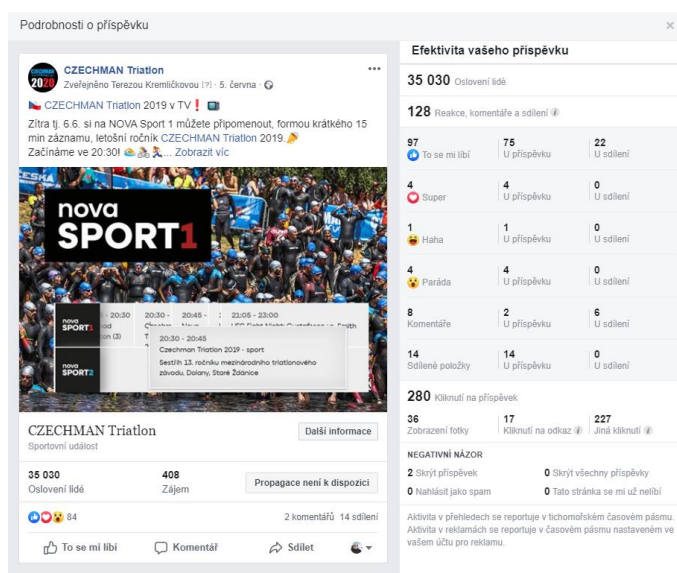 Podrobnosti o příspěvku
×
CZECHMAN
2020
CZECHMAN Triatlon
Zveřejněno Terezou Kremličkovou [?] · 5. června ·
CZECHMAN Triatlon 2019 v TV❗
Zítra tj. 6.6. si na NOVA Sport 1 můžete připomenout, formou krátkého 15
min záznamu, letošní ročník CZECHMAN Triatlon 2019.
Začínáme ve 20:30! ... Zobrazit víc
ČESKÁ
nova
SPORT1
nova
SPORT1
- 20:30
20:30 - 20:45 -
21:05 - 23:00
20:30 - 20:45
Czechman Triatlon 2019 - sport
Sestřih 13. ročníku mezinárodního triatlonového
závodu, Dolany, Staré Ždánice
nova
SPORT2
CZECHMAN Triatlon
Sportovní událost
Další informace
35 030
Oslovení lidé
408
Zájem
Propagace není k dispozici
84
2 komentářů 14 sdílení
To se mi líbí
Komentář
Sdílet
Efektivita vašeho příspěvku
35 030 Oslovení lidé
128 Reakce, komentáře a sdílení
97 75 22
To se mi líbí U příspěvku U sdílení
4 4 0
Super U příspěvku U sdílení
1 1 0
Haha U příspěvku U sdílení
4 4 0
Paráda U příspěvku U sdílení
8 2 6
Komentáře U příspěvku U sdílení
14 14 0
Sdílené položky U příspěvku U sdílení
280 Kliknutí na příspěvek
36 17 227
Zobrazení fotky Kliknutí na odkaz Jiná kliknutí
NEGATIVNÍ NÁZOR
2 Skrýt příspěvek 0 Skrýt všechny příspěvky
0 Nahlásit jako spam 0 Tato stránka se mi už nelíbí
Aktivita v přehledech se reportuje v tichomořském časovém pásmu.
Aktivita v reklamách se reportuje v časovém pásmu nastaveném ve
vašem účtu pro reklamu.